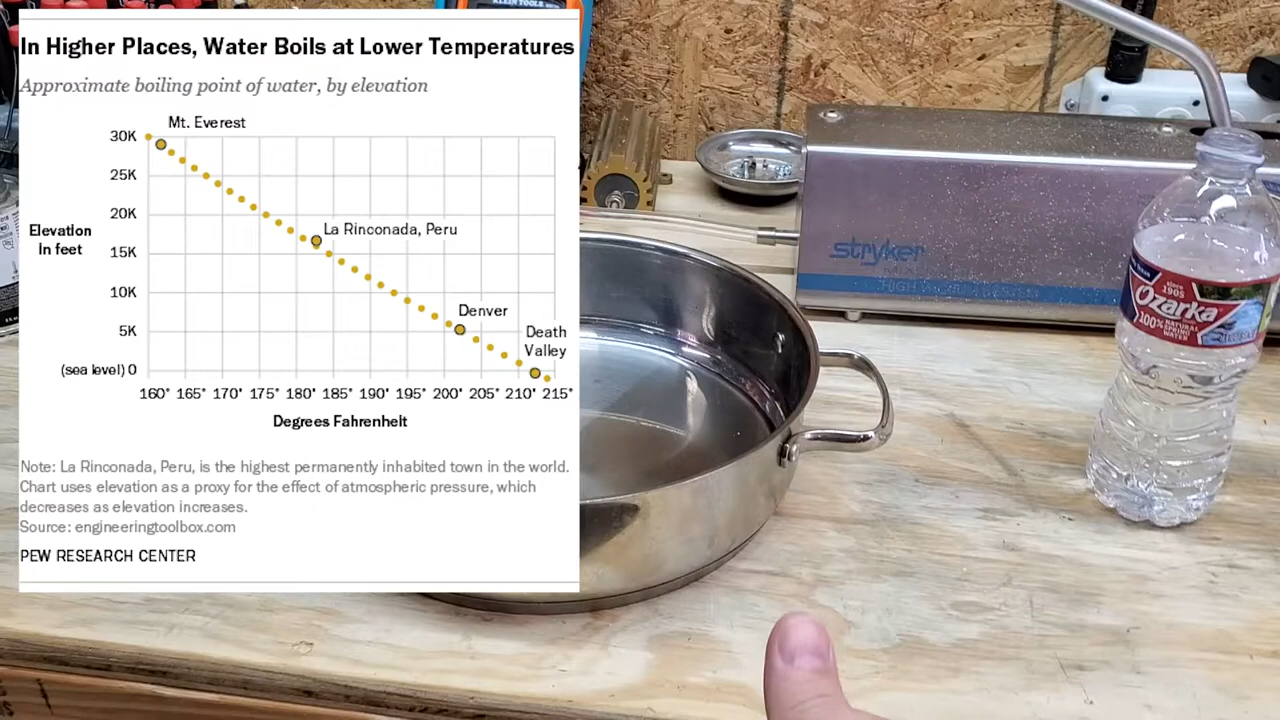 KLEIN TOOLS
In Higher Places, Water Boils at Lower Temperatures
Approximate boiling point of water, by elevation
Mt. Everest
30K
25K
20K
La Rinconada, Peru
Elevation
in feet
15K
10K
Denver
5K
Death
Valley
(sea level) 0
160° 165° 170° 175° 180° 185° 190° 195° 200° 205° 210° 215°
Degrees Fahrenheit
Note: La Rinconada, Peru, is the highest permanently inhabited town in the world.
Chart uses elevation as a proxy for the effect of atmospheric pressure, which
decreases as elevation increases.
Source: engineeringtoolbox.com
PEW RESEARCH CENTER
stryker
since
1905
Ozarka
100% NATURAL
SPRING
WATER